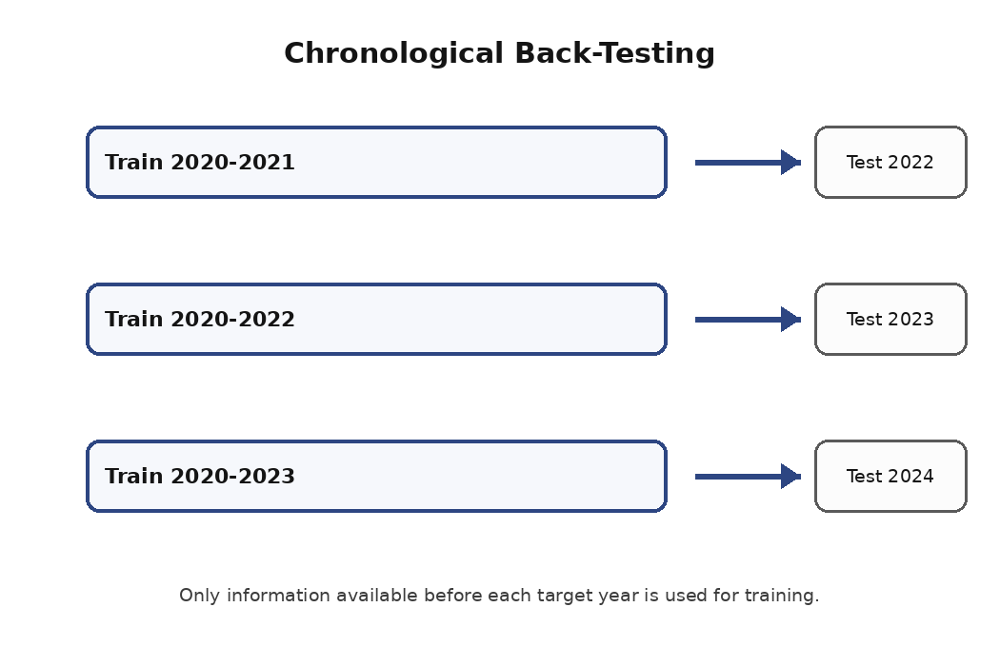 Chronological Back-Testing
Train 2020-2021
Test 2022
Train 2020-2022
Test 2023
Train 2020-2023
Test 2024
Only information available before each target year is used for training.